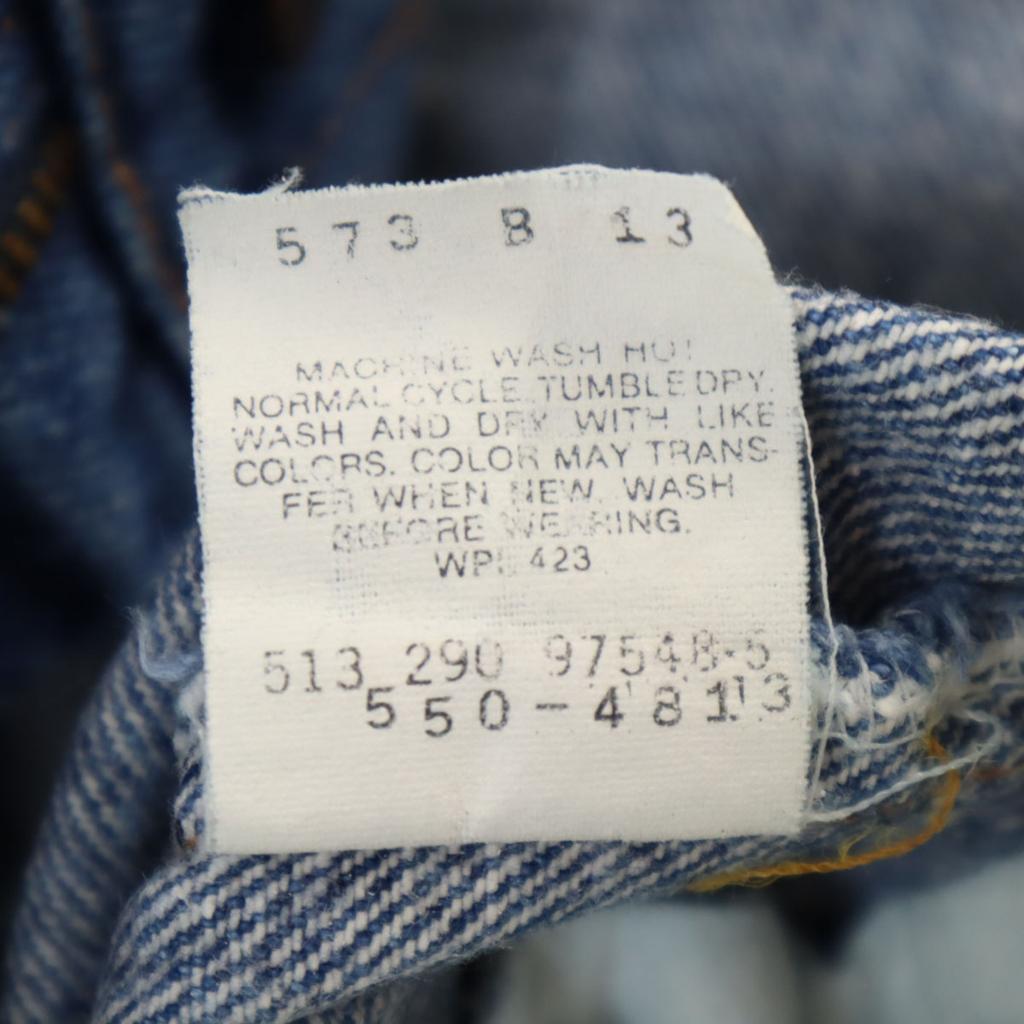 573 B 13
MACHINE WASH HOT
NORMAL CYCLE. TUMBLE DRY.
WASH AND DRY WITH LIKE
COLORS. COLOR MAY TRANS-
FER WHEN NEW. WASH
BEFORE WEARING.
WPL 423
513 290 97548-5
550-4813